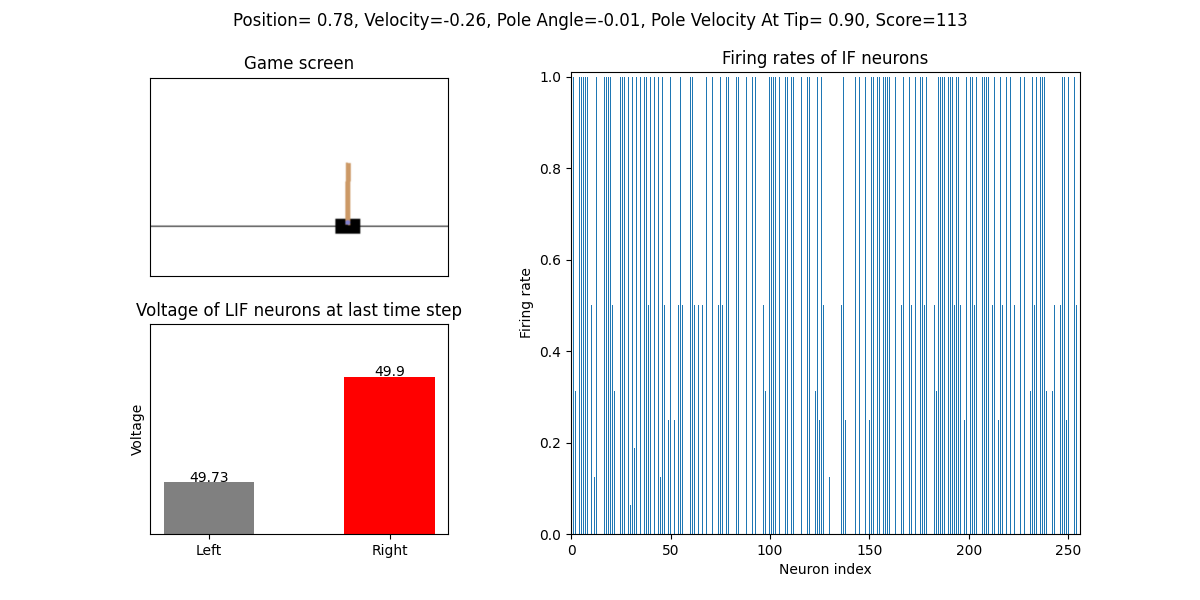 Position= 0.78, Velocity=-0.26, Pole Angle=-0.01, Pole Velocity At Tip= 0.90, Score=113
Game screen
Voltage of LIF neurons at last time step
49.9
49.73
Voltage
Left
Right
Firing rates of IF neurons
1.0
0.8
0.6
0.4
0.2
0.0
Firing rate
0
50
100
150
200
250
Neuron index